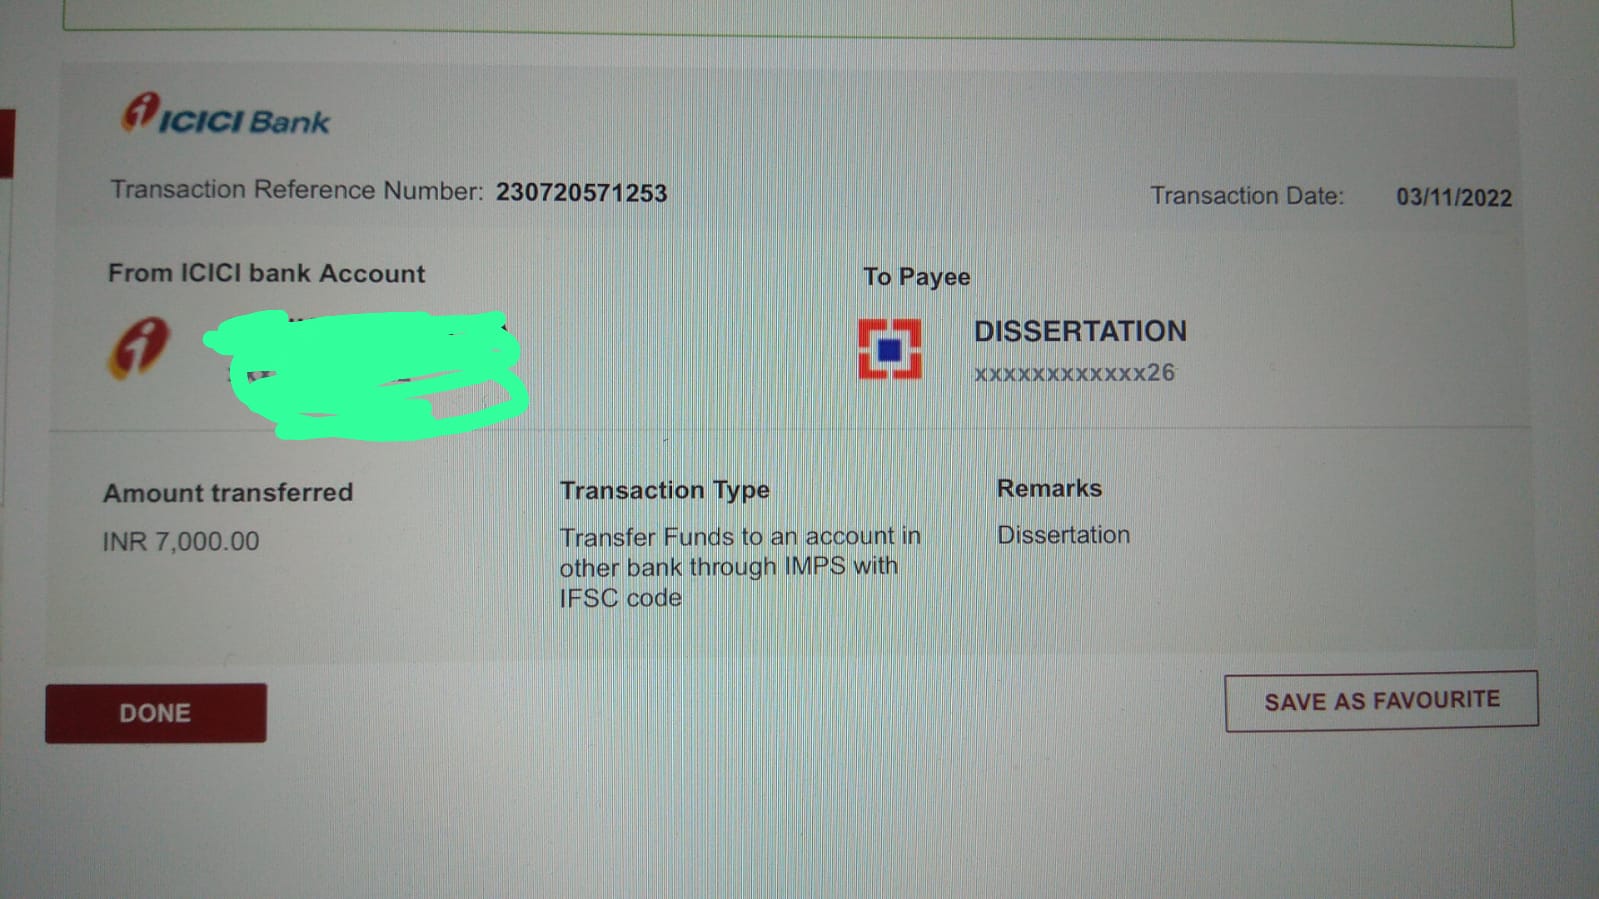 ICICI Bank
Transaction Reference Number: 230720571253
Transaction Date: 03/11/2022
From ICICI bank Account
To Payee
DISSERTATION
xxxxxxxxxxxx26
Amount transferred
INR 7,000.00
Transaction Type
Transfer Funds to an account in
other bank through IMPS with
IFSC code
Remarks
Dissertation
DONE
SAVE AS FAVOURITE